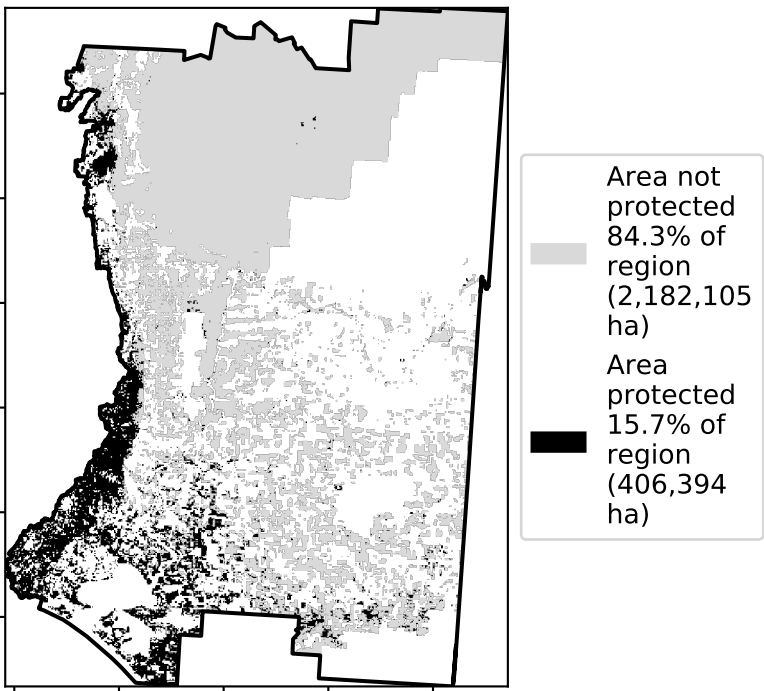 Area not
protected
84.3% of
region
(2,182,105
ha)
Area
protected
15.7% of
region
(406,394
ha)